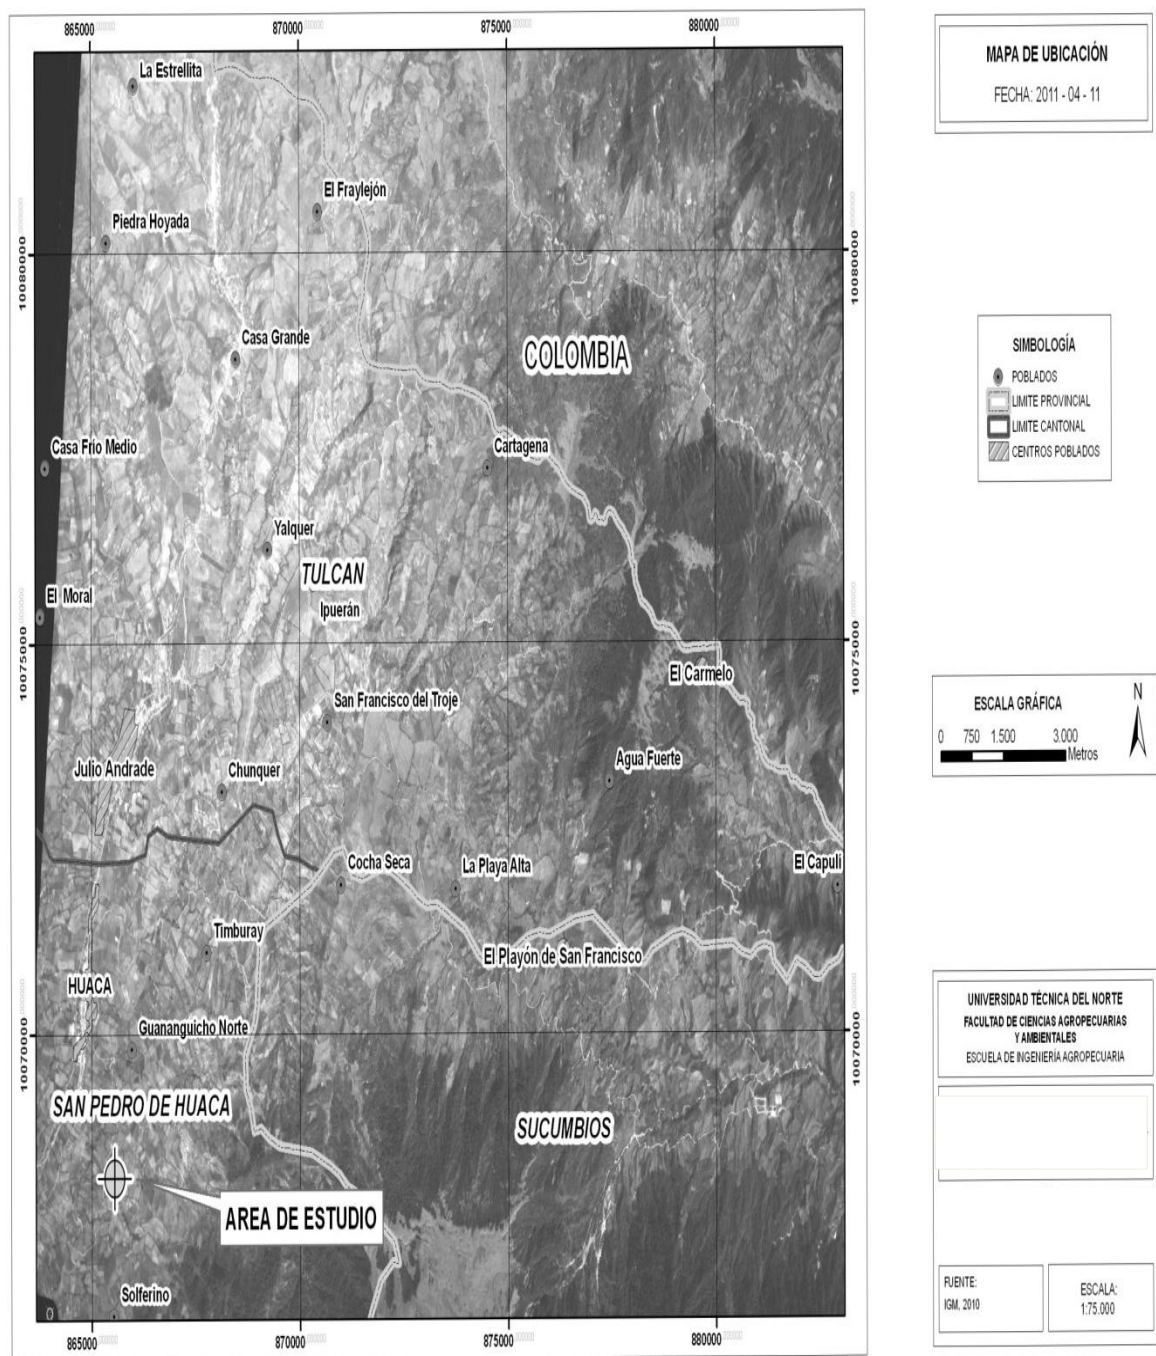 865000
870000
875000
880000
La Estrellita
El Fraylejón
Piedra Hoyada
10080000
10080000
Casa Grande
COLOMBIA
Casa Frío Medio
Cartagena
Yalquer
TULCAN
Ipuerán
El Moral
10075000
10075000
El Carmelo
San Francisco del Troje
Julio Andrade
Chunquer
Agua Fuerte
Cocha Seca
La Playa Alta
El Capulí
Timburay
El Playón de San Francisco
HUACA
Guananguicho Norte
10070000
10070000
SAN PEDRO DE HUACA
SUCUMBIOS
AREA DE ESTUDIO
Solferino
865000
870000
875000
880000
MAPA DE UBICACIÓN
FECHA: 2011 - 04 - 11
SIMBOLOGÍA
POBLADOS
LIMITE PROVINCIAL
LIMITE CANTONAL
CENTROS POBLADOS
ESCALA GRÁFICA
N
0 750 1.500 3.000
Metros
UNIVERSIDAD TÉCNICA DEL NORTE
FACULTAD DE CIENCIAS AGROPECUARIAS
Y AMBIENTALES
ESCUELA DE INGENIERÍA AGROPECUARIA
FUENTE:
IGM, 2010
ESCALA:
1:75.000